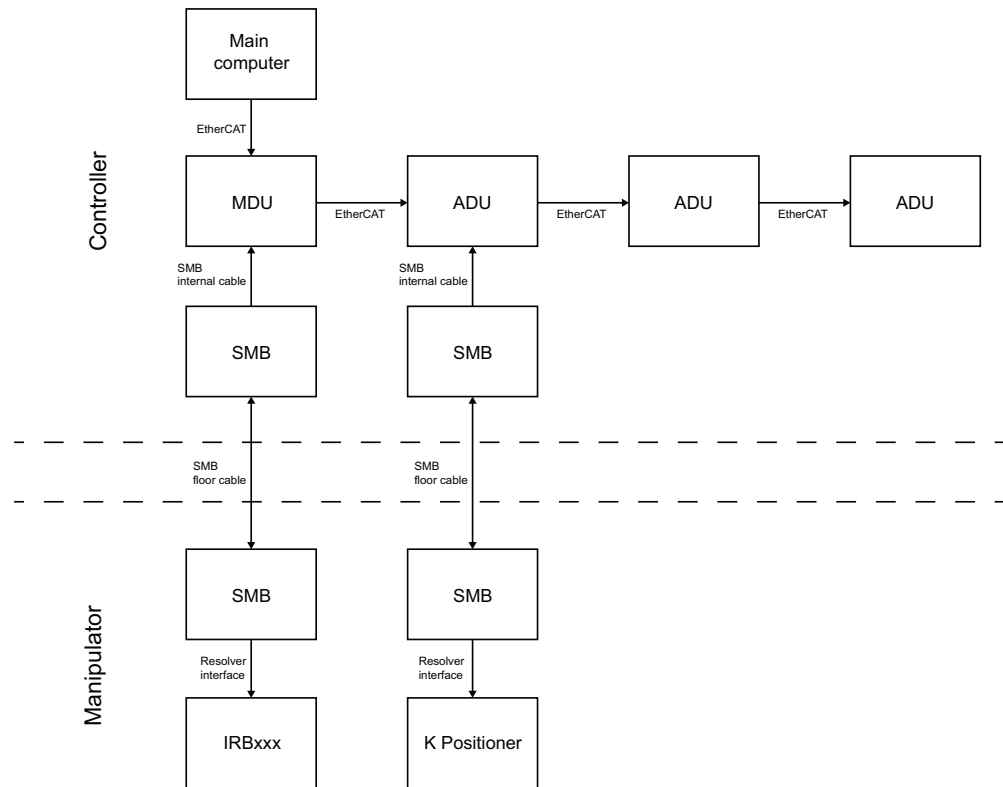 Main
computer
EtherCAT
Controller
MDU
EtherCAT
ADU
EtherCAT
ADU
EtherCAT
ADU
SMB
internal cable
SMB
internal cable
SMB
SMB
SMB
floor cable
SMB
floor cable
Manipulator
SMB
SMB
Resolver
interface
Resolver
interface
IRBxxx
K Positioner